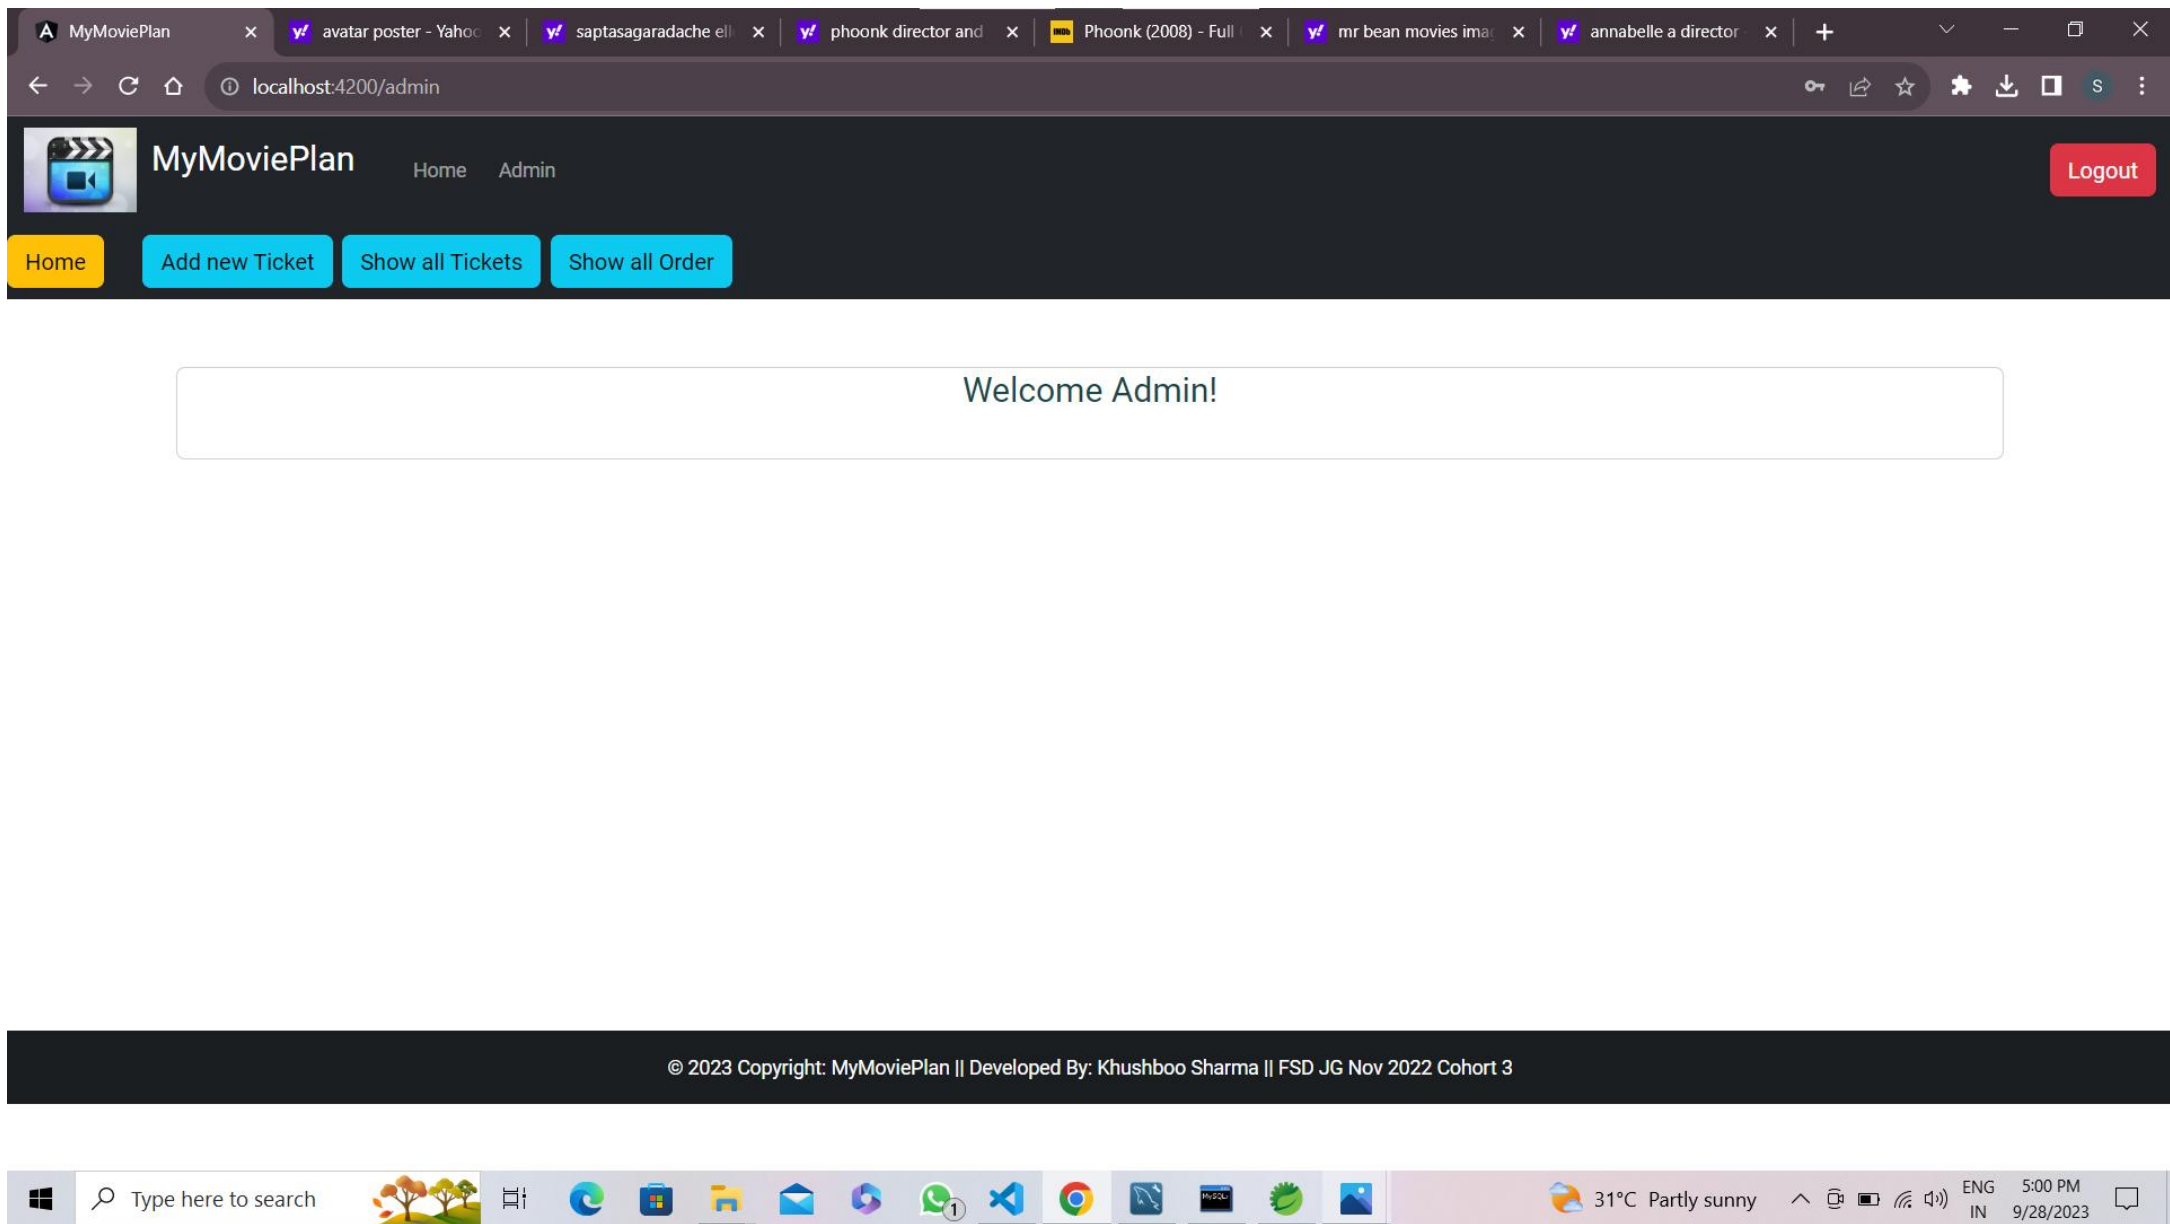 MyMoviePlan
avatar poster - Yahoo
saptasagaradache ell
phoonk director and
Phoonk (2008) - Full
mr bean movies imag
annabelle a director
localhost:4200/admin
S
MyMoviePlan
Home Admin
Logout
Home
Add new Ticket
Show all Tickets
Show all Order
Welcome Admin!
© 2023 Copyright: MyMoviePlan || Developed By: Khushboo Sharma || FSD JG Nov 2022 Cohort 3
Type here to search
1
31°C Partly sunny
ENG
IN
5:00 PM
9/28/2023